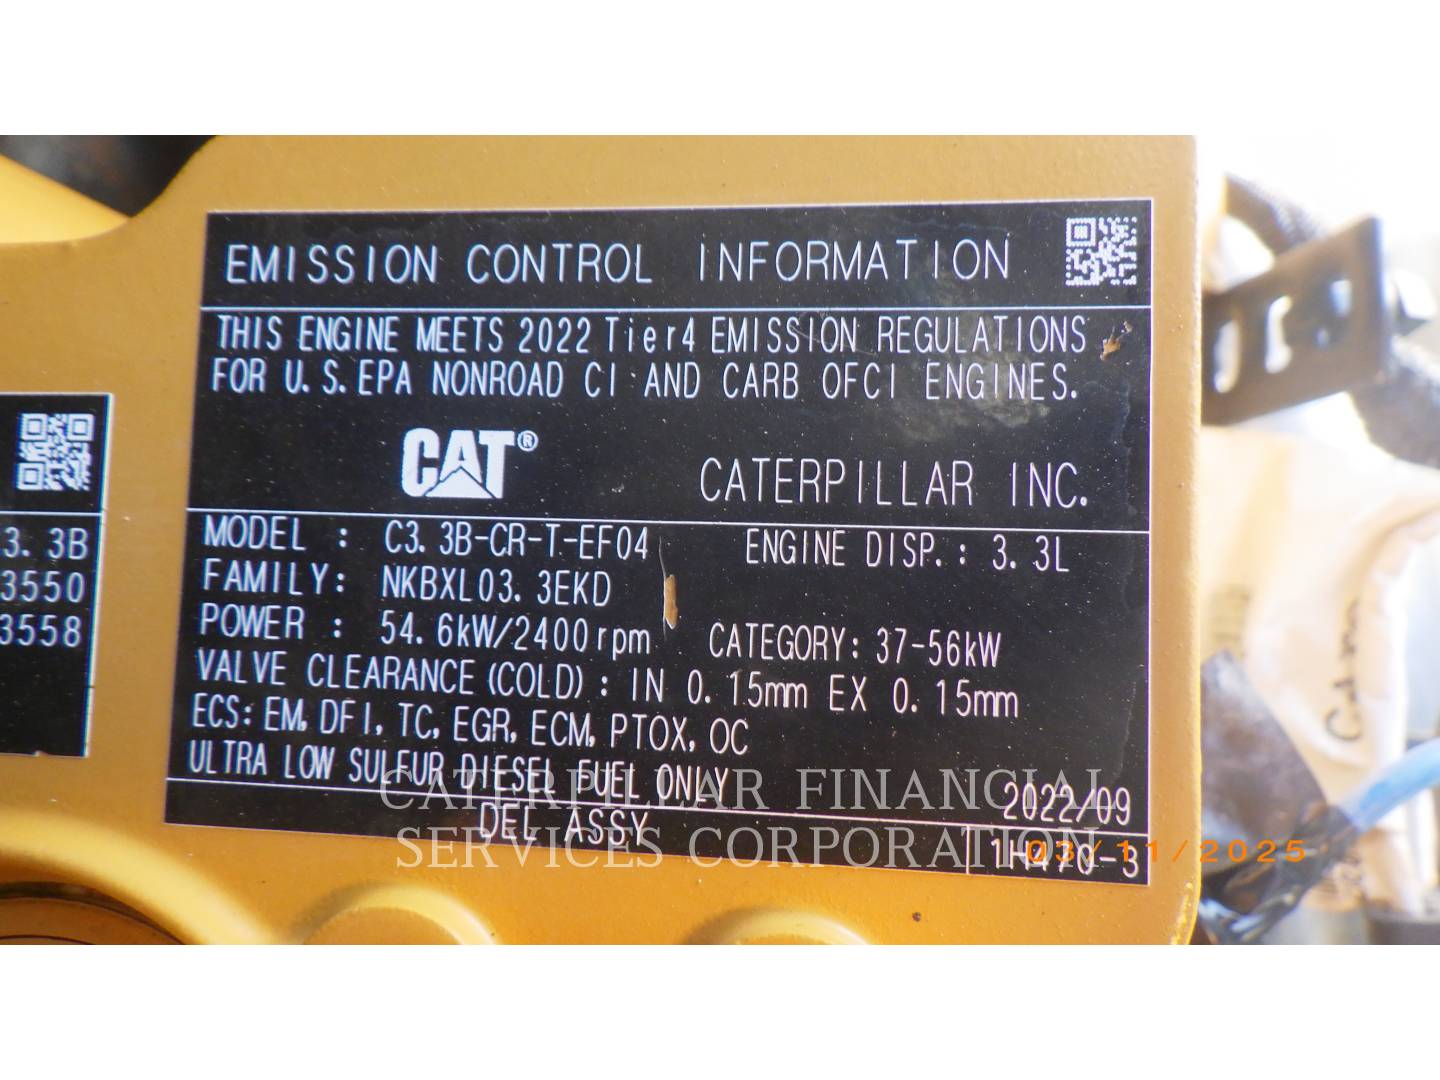 EMISSION CONTROL INFORMATION
THIS ENGINE MEETS 2022 Tier4 EMISSION REGULATIONS
FOR U.S.EPA NONROAD CI AND CARB OFCI ENGINES.
CAT®
CATERPILLAR INC.
MODEL : C3.3B-CR-T-EF04 ENGINE DISP.: 3.3L
FAMILY: NKBXL03.3EKD
POWER : 54.6kW/2400rpm CATEGORY: 37-56kW
VALVE CLEARANCE (COLD) : IN 0.15mm EX 0.15mm
ECS: EM, DFI, TC, EGR, ECM, PTOX, OC
ULTRA LOW SULFUR DIESEL FUEL ONLY
2022/09
DEL ASSY
1H470-3
3.3B
3550
3558
CATERPILLAR FINANCIAL
SERVICES CORPORATION
03/11/2025